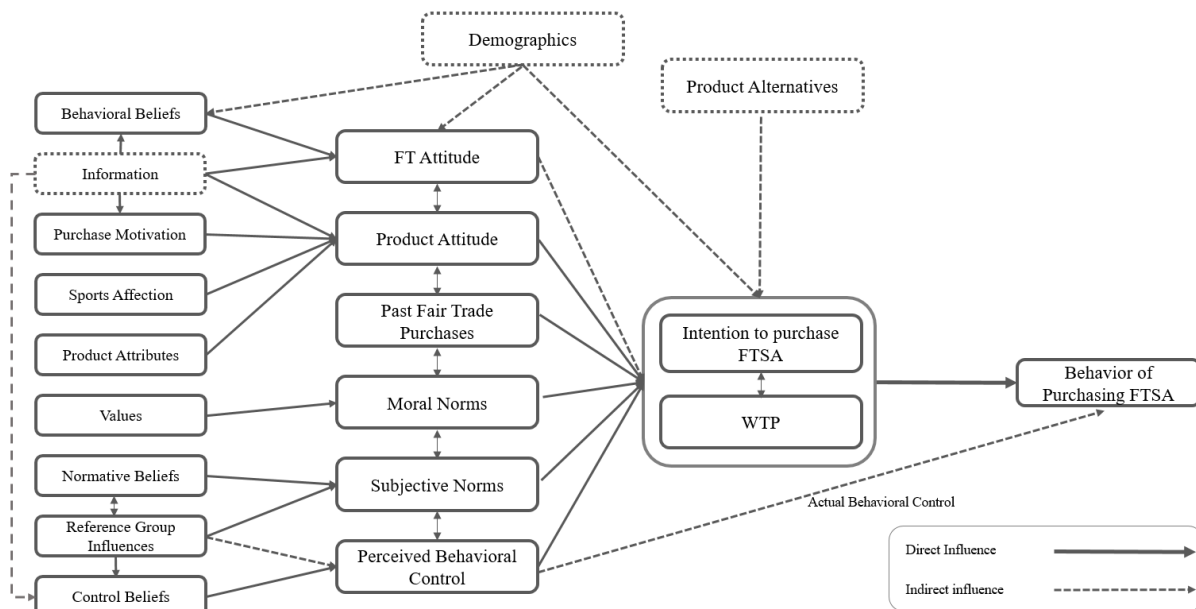 Demographics
Product Alternatives
Behavioral Beliefs
Information
Purchase Motivation
Sports Affection
Product Attributes
Values
Normative Beliefs
Reference Group
Influences
Control Beliefs
FT Attitude
Product Attitude
Past Fair Trade
Purchases
Moral Norms
Subjective Norms
Perceived Behavioral
Control
Intention to purchase
FTSA
WTP
Behavior of
Purchasing FTSA
Actual Behavioral Control
Direct Influence
Indirect influence